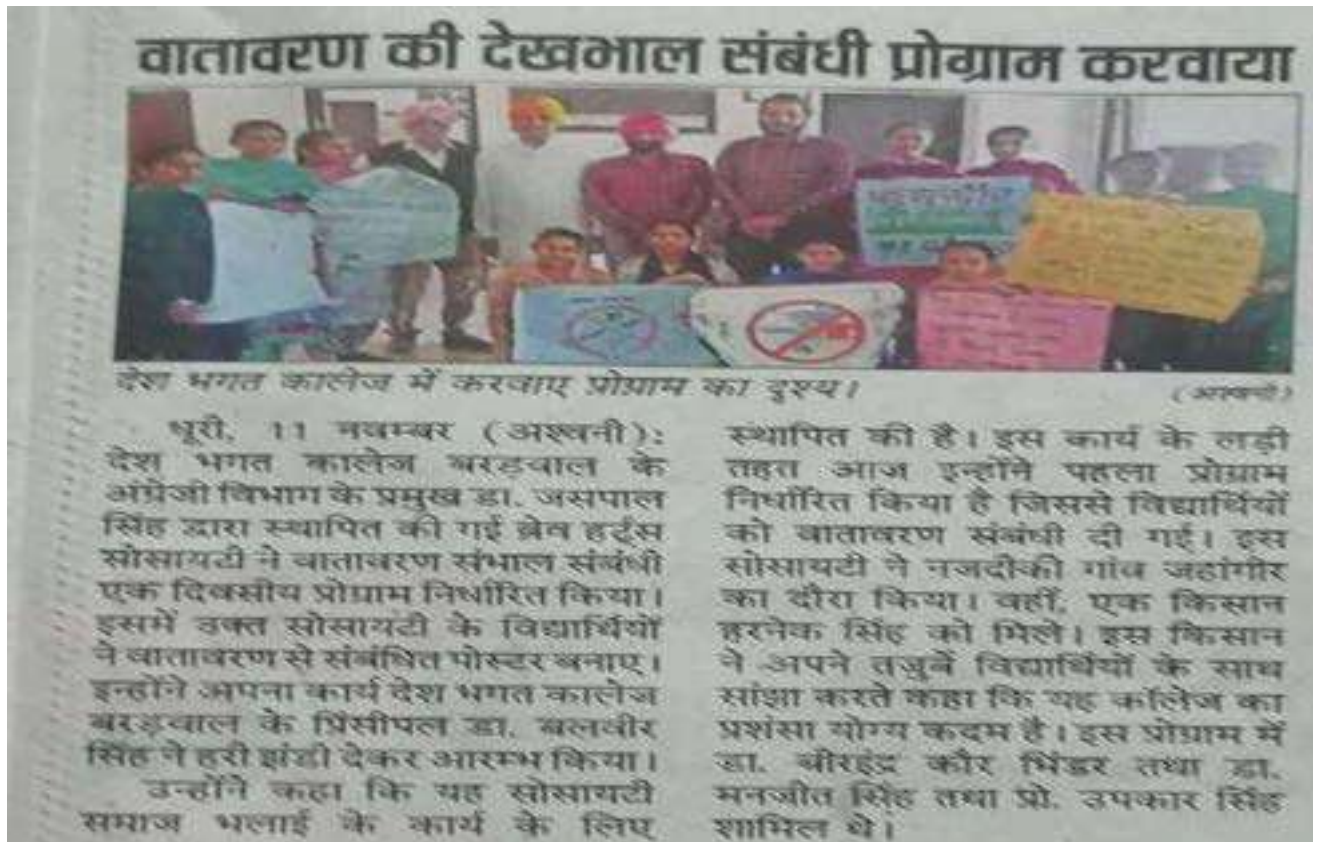 वातावरण की देखभाल संबंधी प्रोग्राम करवाया
देश भगत कालेज में करवाए प्रोग्राम का दृश्य।
(अश्वनी)
धूरी, 11 नवम्बर (अश्वनी):
देश भगत कालेज बरडवाल के
अंग्रेजी विभाग के प्रमुख डा. जसपाल
सिंह द्वारा स्थापित की गई ब्रेव हर्ट्स
सोसायटी ने वातावरण संभाल संबंधी
एक दिवसीय प्रोग्राम निर्धारित किया।
इसमें उक्त सोसायटी के विद्यार्थियों
ने वातावरण से संबंधित पोस्टर बनाए।
इन्होंने अपना कार्य देश भगत कालेज
बरड़वाल के प्रिंसीपल डा. बलवीर
सिंह ने हरी झंडी देकर आरम्भ किया।
उन्होंने कहा कि यह सोसायटी
समाज भलाई के कार्य के लिए
स्थापित की है। इस कार्य के लड़ी
तहत आज इन्होंने पहला प्रोग्राम
निर्धारित किया है जिससे विद्यार्थियों
को वातावरण संबंधी दी गई। इस
सोसायटी ने नजदीकी गांव जहांगीर
का दौरा किया। वहीं, एक किसान
हरनेक सिंह को मिले। इस किसान
ने अपने तजुर्बे विद्यार्थियों के साथ
सांझा करते कहा कि यह कॉलेज का
प्रशंसा योग्य कदम है। इस प्रोग्राम में
डा. बीरइंद्र कौर भिंडर तथा डा.
मनजीत सिंह तथा प्रो. उपकार सिंह
शामिल थे।